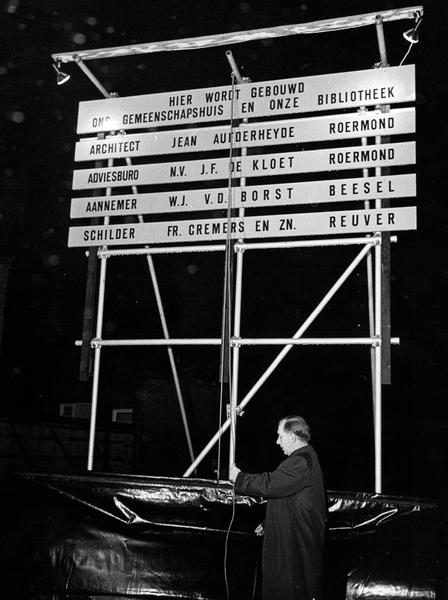 HIER WORDT GEBOUWD
ONS GEMEENSCHAPSHUIS EN ONZE BIBLIOTHEEK
ARCHITECT JEAN AUFDERHEYDE ROERMOND
ADVIESBURO N.V. J.F. DE KLOET ROERMOND
AANNEMER W.J. V.D. BORST BEESEL
SCHILDER FR. CREMERS EN ZN. REUVER